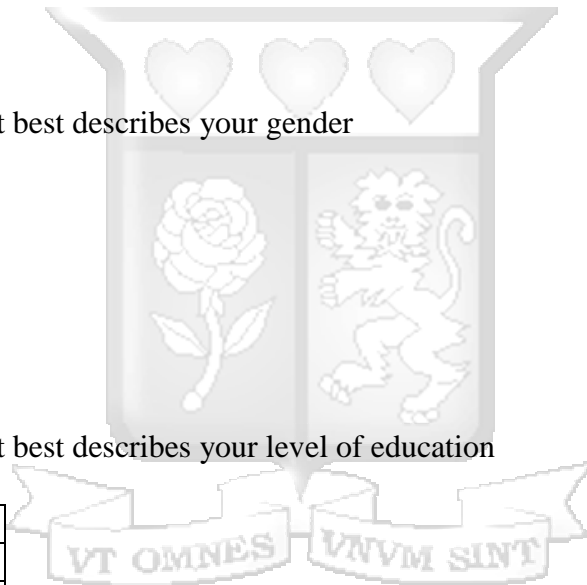 t best describes your gender
t best describes your level of education
VT OMNES VNVM SINT